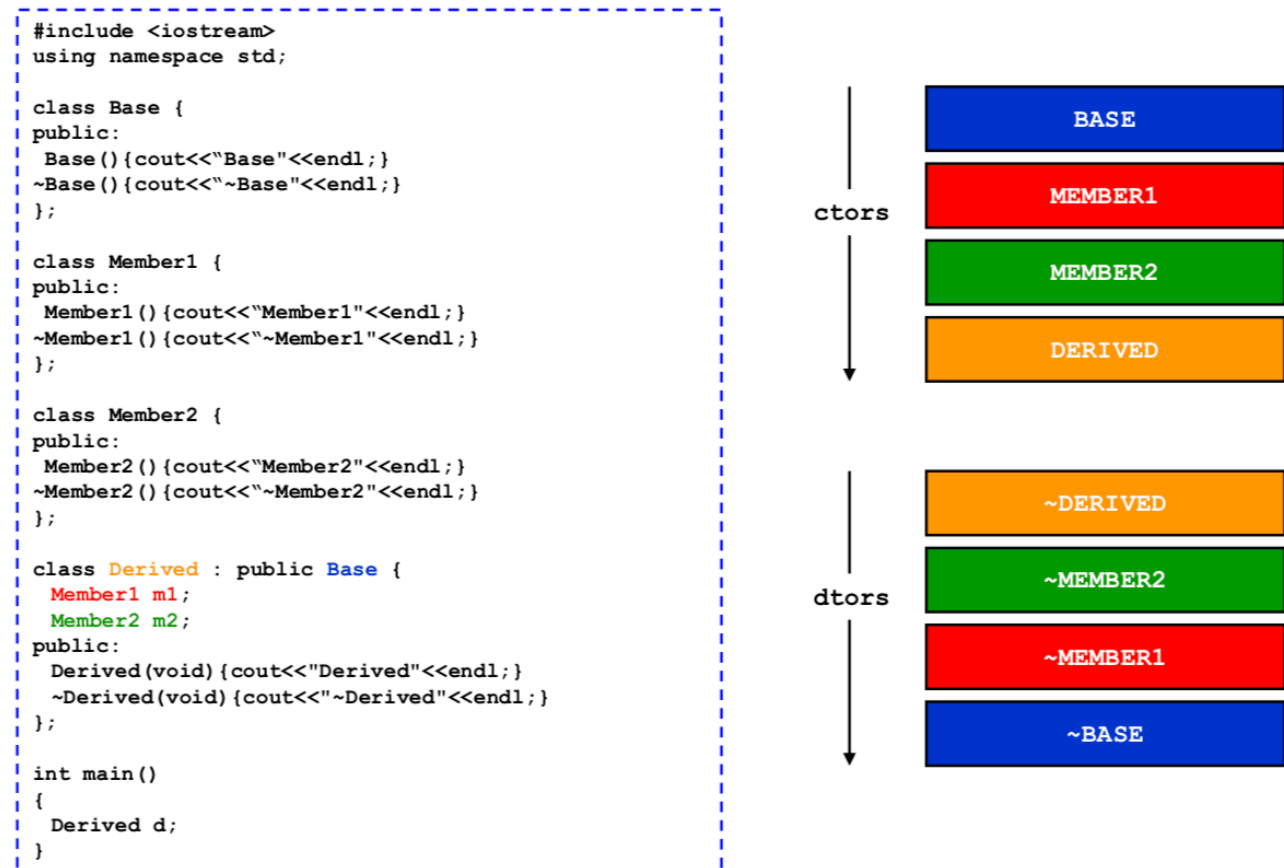 #include <iostream>
using namespace std;
class Base {
public:
Base(){cout<<‟Base"<<endl;}
~Base(){cout<<‟~Base"<<endl;}
};
class Member1 {
public:
Member1(){cout<<‟Member1"<<endl;}
~Member1(){cout<<‟~Member1"<<endl;}
};
class Member2 {
public:
Member2(){cout<<‟Member2"<<endl;}
~Member2(){cout<<‟~Member2"<<endl;}
};
class Derived : public Base {
Member1 m1;
Member2 m2;
public:
Derived(void){cout<<"Derived"<<endl;}
~Derived(void){cout<<"~Derived"<<endl;}
};
int main()
{
Derived d;
}
ctors
BASE
MEMBER1
MEMBER2
DERIVED
dtors
~DERIVED
~MEMBER2
~MEMBER1
~BASE